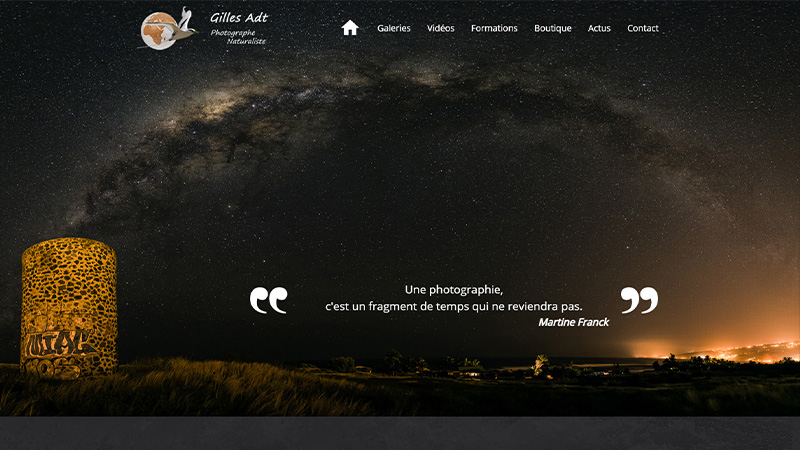 Gilles Adt
Photographe
Naturaliste
Galeries Vidéos Formations Boutique Actus Contact
Une photographie,
c'est un fragment de temps qui ne reviendra pas.
Martine Franck